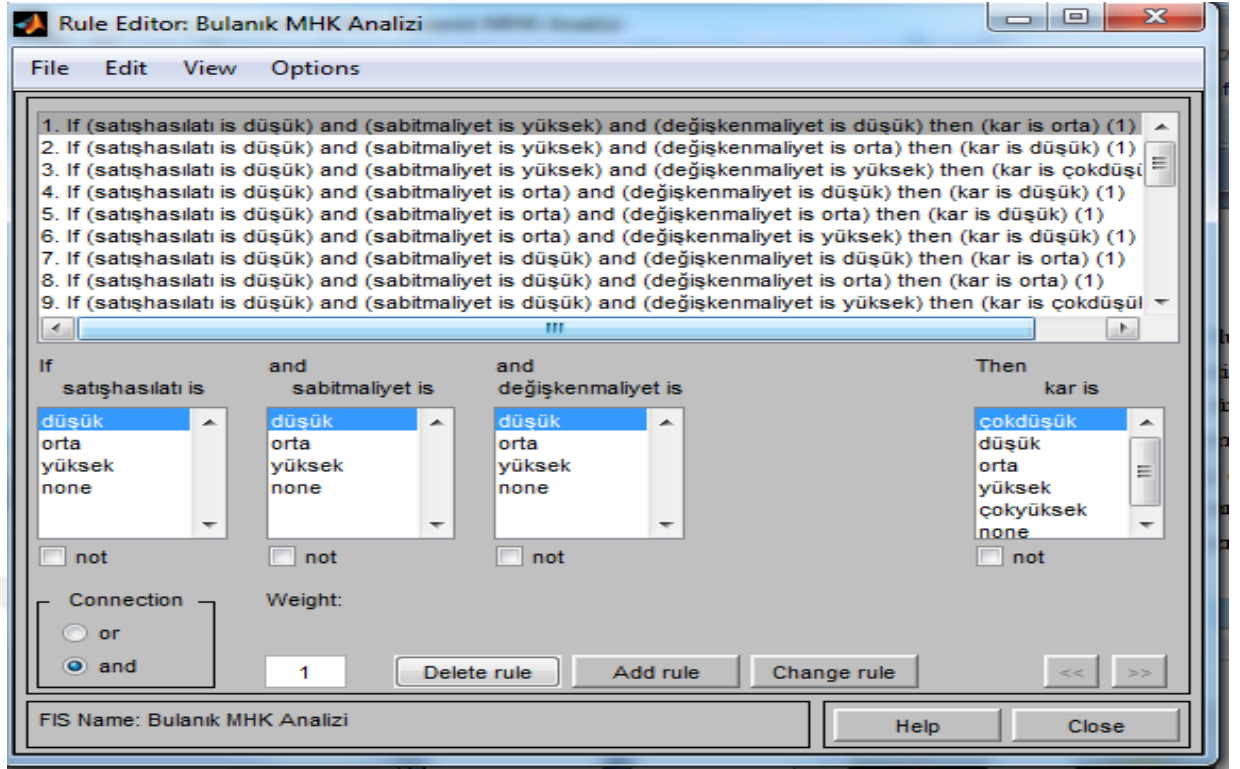 Rule Editor: Bulanık MHK Analizi
File Edit View Options
1. If (satışhasılatı is düşük) and (sabitmaliyet is yüksek) and (değişkenmaliyet is düşük) then (kar is orta) (1)
2. If (satışhasılatı is düşük) and (sabitmaliyet is yüksek) and (değişkenmaliyet is orta) then (kar is düşük) (1)
3. If (satışhasılatı is düşük) and (sabitmaliyet is yüksek) and (değişkenmaliyet is yüksek) then (kar is çokdüşü
4. If (satışhasılatı is düşük) and (sabitmaliyet is orta) and (değişkenmaliyet is düşük) then (kar is düşük) (1)
5. If (satışhasılatı is düşük) and (sabitmaliyet is orta) and (değişkenmaliyet is orta) then (kar is düşük) (1)
6. If (satışhasılatı is düşük) and (sabitmaliyet is orta) and (değişkenmaliyet is yüksek) then (kar is düşük) (1)
7. If (satışhasılatı is düşük) and (sabitmaliyet is düşük) and (değişkenmaliyet is düşük) then (kar is orta) (1)
8. If (satışhasılatı is düşük) and (sabitmaliyet is düşük) and (değişkenmaliyet is orta) then (kar is orta) (1)
9. If (satışhasılatı is düşük) and (sabitmaliyet is düşük) and (değişkenmaliyet is yüksek) then (kar is çokdüşü
If and and Then
satışhasılatı is sabitmaliyet is değişkenmaliyet is kar is
düşük düşük düşük çokdüşük
orta orta orta düşük
yüksek yüksek yüksek orta
none none none yüksek
çokyüksek
none
not not not not
Connection Weight:
or
and 1 Delete rule Add rule Change rule << >>
FIS Name: Bulanık MHK Analizi Help Close